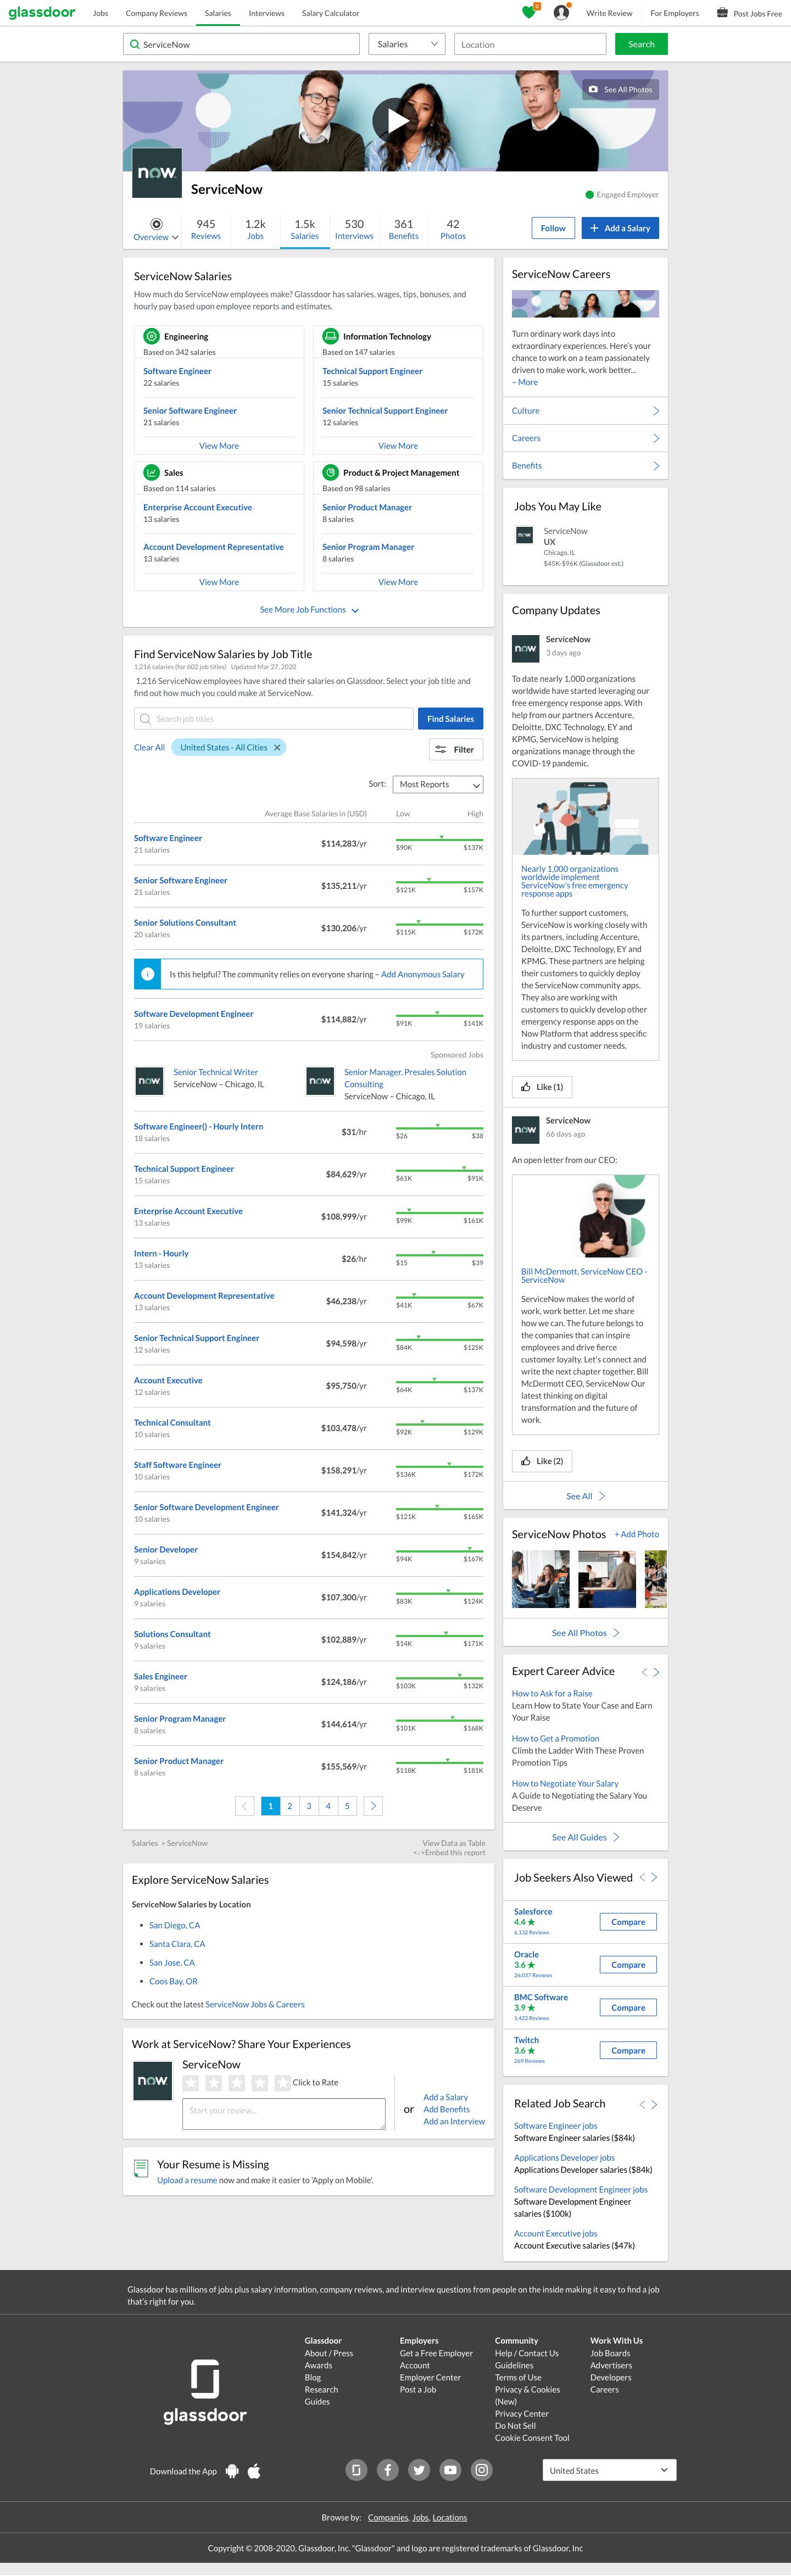 glassdoor
Jobs Company Reviews Salaries Interviews Salary Calculator
0
Write Review For Employers Post Jobs Free
ServiceNow Salaries Location Search
See All Photos
now
ServiceNow
Engaged Employer
Overview
945 Reviews
1.2k Jobs
1.5k Salaries
530 Interviews
361 Benefits
42 Photos
Follow
Add a Salary
ServiceNow Salaries
How much do ServiceNow employees make? Glassdoor has salaries, wages, tips, bonuses, and
hourly pay based upon employee reports and estimates.
Engineering
Based on 342 salaries
Software Engineer
22 salaries
Senior Software Engineer
21 salaries
View More
Information Technology
Based on 147 salaries
Technical Support Engineer
15 salaries
Senior Technical Support Engineer
12 salaries
View More
Sales
Based on 114 salaries
Enterprise Account Executive
13 salaries
Account Development Representative
13 salaries
View More
Product & Project Management
Based on 98 salaries
Senior Product Manager
8 salaries
Senior Program Manager
8 salaries
View More
See More Job Functions
Find ServiceNow Salaries by Job Title
1,216 salaries (for 602 job titles) Updated Mar 27, 2020
1,216 ServiceNow employees have shared their salaries on Glassdoor. Select your job title and
find out how much you could make at ServiceNow.
Search job titles
Find Salaries
Clear All United States - All Cities
Filter
Sort: Most Reports
Average Base Salaries in (USD) Low High
Software Engineer
21 salaries
$114,283/yr
$90K $137K
Senior Software Engineer
21 salaries
$135,211/yr
$121K $157K
Senior Solutions Consultant
20 salaries
$130,206/yr
$115K $172K
Is this helpful? The community relies on everyone sharing – Add Anonymous Salary
Software Development Engineer
19 salaries
$114,882/yr
$91K $141K
Sponsored Jobs
now
Senior Technical Writer
ServiceNow – Chicago, IL
now
Senior Manager, Presales Solution
Consulting
ServiceNow – Chicago, IL
Software Engineer() - Hourly Intern
18 salaries
$31/hr
$26 $38
Technical Support Engineer
15 salaries
$84,629/yr
$61K $91K
Enterprise Account Executive
13 salaries
$108,999/yr
$99K $161K
Intern - Hourly
13 salaries
$26/hr
$15 $39
Account Development Representative
13 salaries
$46,238/yr
$41K $67K
Senior Technical Support Engineer
12 salaries
$94,598/yr
$84K $125K
Account Executive
12 salaries
$95,750/yr
$64K $137K
Technical Consultant
10 salaries
$103,478/yr
$92K $129K
Staff Software Engineer
10 salaries
$158,291/yr
$136K $172K
Senior Software Development Engineer
10 salaries
$141,324/yr
$121K $165K
Senior Developer
9 salaries
$154,842/yr
$94K $167K
Applications Developer
9 salaries
$107,300/yr
$83K $124K
Solutions Consultant
9 salaries
$102,889/yr
$14K $171K
Sales Engineer
9 salaries
$124,186/yr
$103K $132K
Senior Program Manager
8 salaries
$144,614/yr
$101K $168K
Senior Product Manager
8 salaries
$155,569/yr
$118K $181K
1 2 3 4 5
Salaries > ServiceNow
View Data as Table
</>Embed this report
Explore ServiceNow Salaries
ServiceNow Salaries by Location
• San Diego, CA
• Santa Clara, CA
• San Jose, CA
• Coos Bay, OR
Check out the latest ServiceNow Jobs & Careers
Work at ServiceNow? Share Your Experiences
now
ServiceNow
Click to Rate
Start your review...
or
Add a Salary
Add Benefits
Add an Interview
Your Resume is Missing
Upload a resume now and make it easier to 'Apply on Mobile'.
ServiceNow Careers
Turn ordinary work days into
extraordinary experiences. Here's your
chance to work on a team passionately
driven to make work, work better...
– More
Culture
Careers
Benefits
Jobs You May Like
now
ServiceNow
UX
Chicago, IL
$45K-$96K (Glassdoor est.)
Company Updates
now
ServiceNow
3 days ago
To date nearly 1,000 organizations
worldwide have started leveraging our
free emergency response apps. With
help from our partners Accenture,
Deloitte, DXC Technology, EY and
KPMG, ServiceNow is helping
organizations manage through the
COVID-19 pandemic.
Nearly 1,000 organizations
worldwide implement
ServiceNow's free emergency
response apps
To further support customers,
ServiceNow is working closely with
its partners, including Accenture,
Deloitte, DXC Technology, EY and
KPMG. These partners are helping
their customers to quickly deploy
the ServiceNow community apps.
They also are working with
customers to quickly develop other
emergency response apps on the
Now Platform that address specific
industry and customer needs.
Like (1)
now
ServiceNow
66 days ago
An open letter from our CEO:
Bill McDermott, ServiceNow CEO -
ServiceNow
ServiceNow makes the world of
work, work better. Let me share
how we can. The future belongs to
the companies that can inspire
employees and drive fierce
customer loyalty. Let's connect and
write the next chapter together. Bill
McDermott CEO, ServiceNow Our
latest thinking on digital
transformation and the future of
work.
Like (2)
See All
ServiceNow Photos + Add Photo
See All Photos
Expert Career Advice
How to Ask for a Raise
Learn How to State Your Case and Earn
Your Raise
How to Get a Promotion
Climb the Ladder With These Proven
Promotion Tips
How to Negotiate Your Salary
A Guide to Negotiating the Salary You
Deserve
See All Guides
Job Seekers Also Viewed
Salesforce
4.4 ★
6,132 Reviews
Compare
Oracle
3.6 ★
26,037 Reviews
Compare
BMC Software
3.9 ★
1,422 Reviews
Compare
Twitch
3.6 ★
269 Reviews
Compare
Related Job Search
Software Engineer jobs
Software Engineer salaries ($84k)
Applications Developer jobs
Applications Developer salaries ($84k)
Software Development Engineer jobs
Software Development Engineer
salaries ($100k)
Account Executive jobs
Account Executive salaries ($47k)
Glassdoor has millions of jobs plus salary information, company reviews, and interview questions from people on the inside making it easy to find a job
that's right for you.
glassdoor
Glassdoor
About / Press
Awards
Blog
Research
Guides
Employers
Get a Free Employer
Account
Employer Center
Post a Job
Community
Help / Contact Us
Guidelines
Terms of Use
Privacy & Cookies
(New)
Privacy Center
Do Not Sell
Cookie Consent Tool
Work With Us
Job Boards
Advertisers
Developers
Careers
Download the App
United States
Browse by: Companies, Jobs, Locations
Copyright © 2008-2020, Glassdoor, Inc. "Glassdoor" and logo are registered trademarks of Glassdoor, Inc